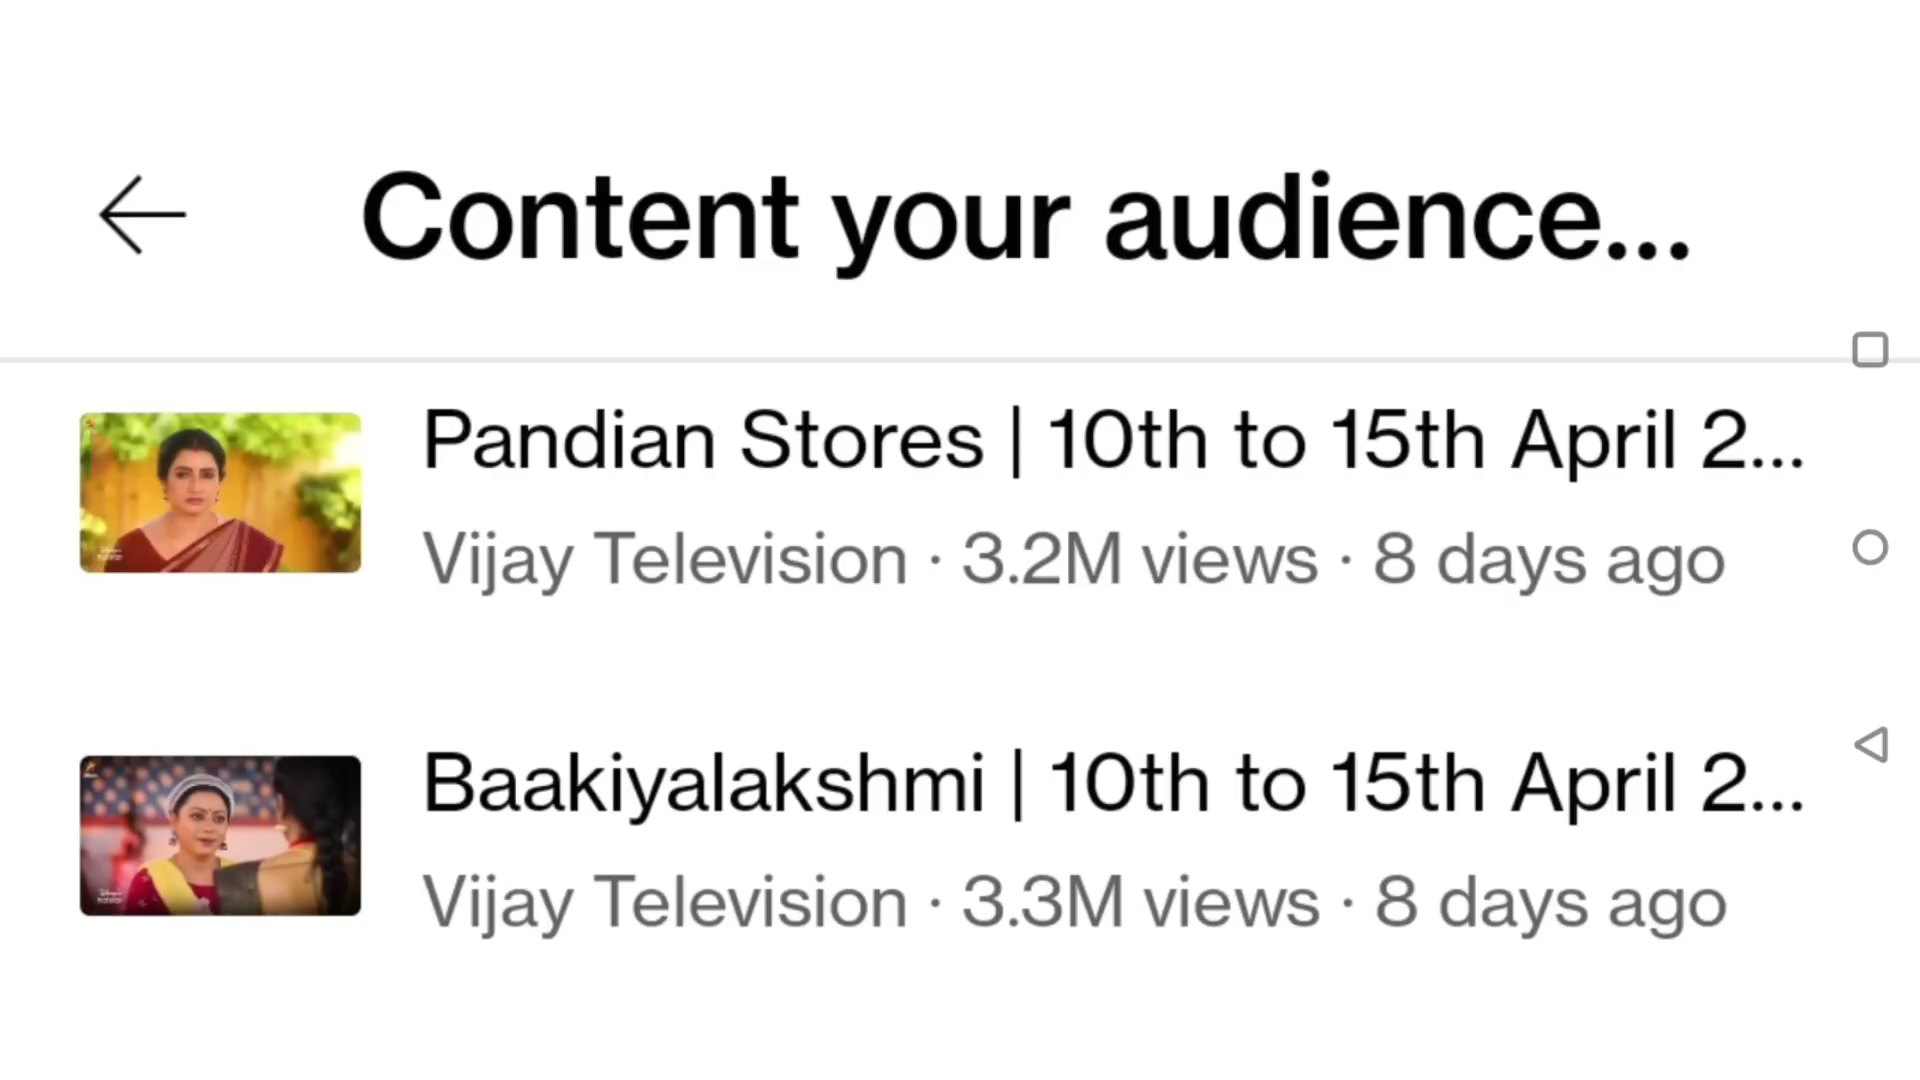 Content your audience...
Pandian Stores | 10th to 15th April 2...
Vijay Television · 3.2M views · 8 days ago
Baakiyalakshmi | 10th to 15th April 2...
Vijay Television · 3.3M views · 8 days ago